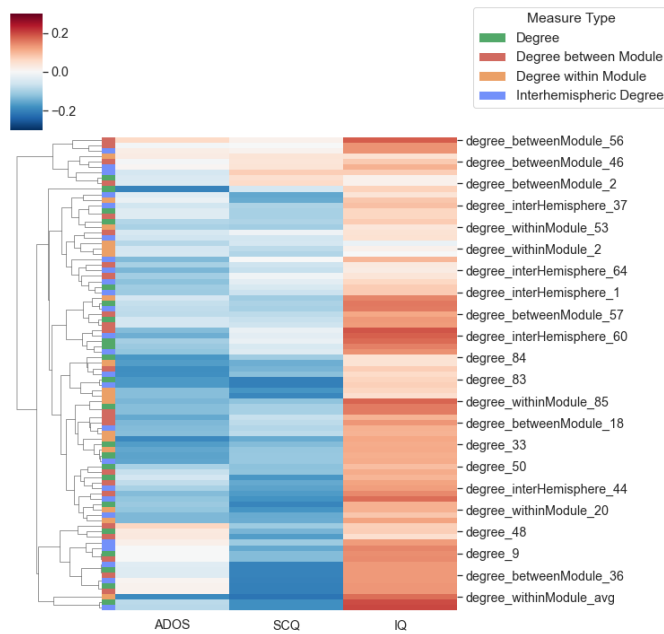 Measure Type
Degree
Degree between Module
Degree within Module
Interhemispheric Degree
0.2
0.0
−0.2
degree_betweenModule_56
degree_betweenModule_46
degree_betweenModule_2
degree_interHemisphere_37
degree_withinModule_53
degree_withinModule_2
degree_interHemisphere_64
degree_interHemisphere_1
degree_betweenModule_57
degree_interHemisphere_60
degree_84
degree_83
degree_withinModule_85
degree_betweenModule_18
degree_33
degree_50
degree_interHemisphere_44
degree_withinModule_20
degree_48
degree_9
degree_betweenModule_36
degree_withinModule_avg
ADOS SCQ IQ